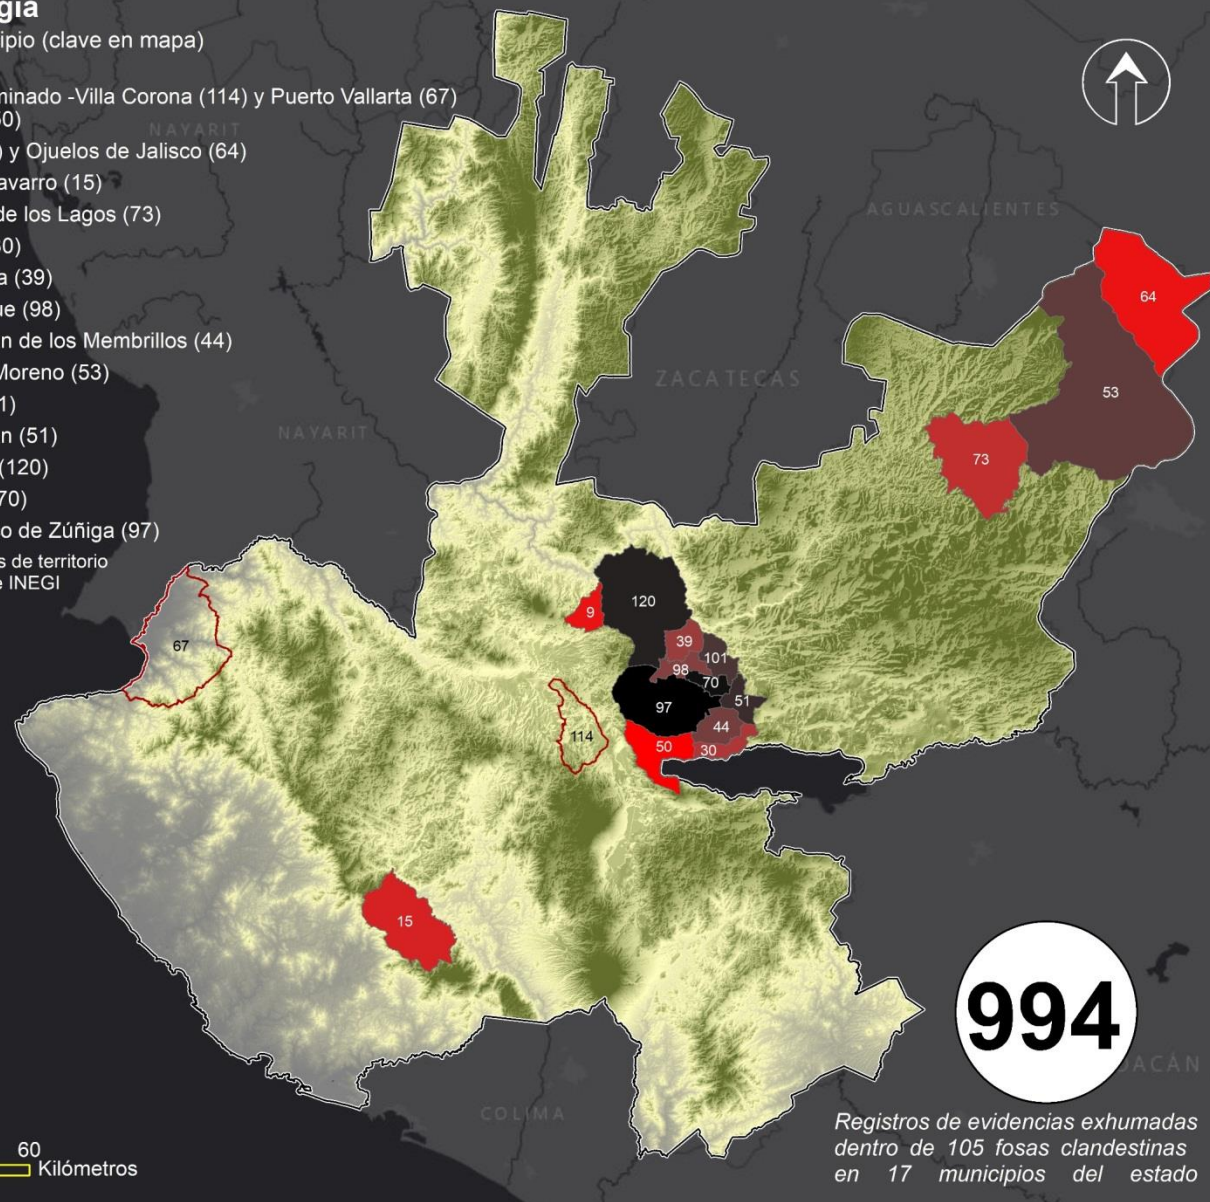 gía
ipio (clave en mapa)
minado -Villa Corona (114) y Puerto Vallarta (67)
50)
) y Ojuelos de Jalisco (64)
avarro (15)
de los Lagos (73)
30)
a (39)
ue (98)
n de los Membrillos (44)
Moreno (53)
1)
n (51)
(120)
70)
o de Zúñiga (97)
s de territorio
e INEGI
NAYARIT
AGUASCALIENTES
ZACATECAS
NAYARIT
64
53
73
9
120
39
101
98
70
67
97
51
114
44
50
30
15
994
OACÁN
COLIMA
Registros de evidencias exhumadas
dentro de 105 fosas clandestinas
en 17 municipios del estado
60
Kilómetros